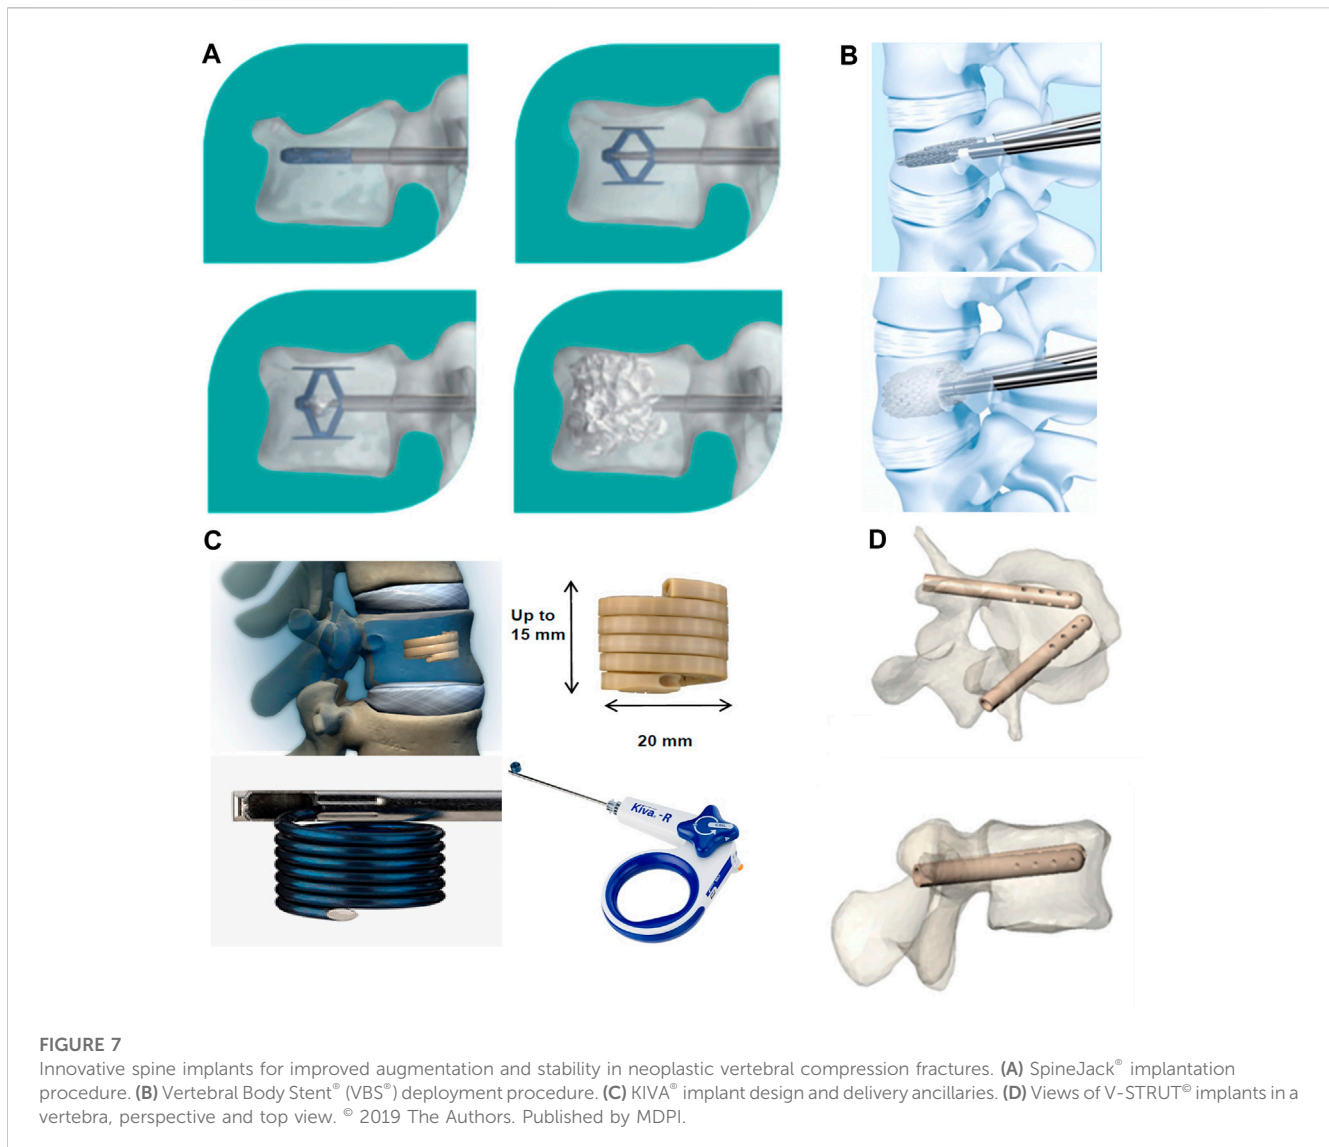 A
B
C
Up to
15 mm
20 mm
Kiva® -R
D
FIGURE 7
Innovative spine implants for improved augmentation and stability in neoplastic vertebral compression fractures. (A) SpineJack® implantation
procedure. (B) Vertebral Body Stent® (VBS®) deployment procedure. (C) KIVA® implant design and delivery ancillaries. (D) Views of V-STRUT© implants in a
vertebra, perspective and top view. © 2019 The Authors. Published by MDPI.